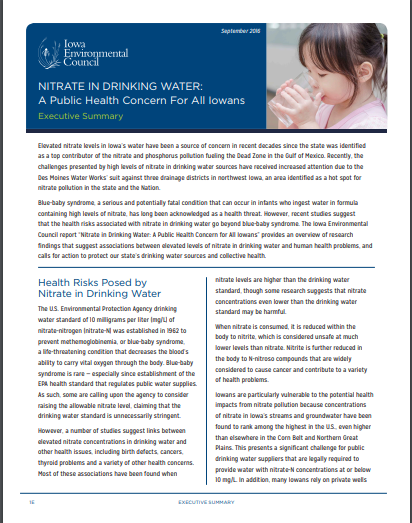 September 2016
Iowa
Environmental
Council
NITRATE IN DRINKING WATER:
A Public Health Concern For All Iowans
Executive Summary
Elevated nitrate levels in Iowa's water have been a source of concern in recent decades since the state was identified
as a top contributor of the nitrate and phosphorus pollution fueling the Dead Zone in the Gulf of Mexico. Recently, the
challenges presented by high levels of nitrate in drinking water sources have received increased attention due to the
Des Moines Water Works' suit against three drainage districts in northwest Iowa, an area identified as a hot spot for
nitrate pollution in the state and the Nation.
Blue-baby syndrome, a serious and potentially fatal condition that can occur in infants who ingest water in formula
containing high levels of nitrate, has long been acknowledged as a health threat. However, recent studies suggest
that the health risks associated with nitrate in drinking water go beyond blue-baby syndrome. The Iowa Environmental
Council report "Nitrate in Drinking Water: A Public Health Concern for All Iowans" provides an overview of research
findings that suggest associations between elevated levels of nitrate in drinking water and human health problems, and
calls for action to protect our state's drinking water sources and collective health.
Health Risks Posed by
Nitrate in Drinking Water
The U.S. Environmental Protection Agency drinking
water standard of 10 milligrams per liter (mg/L) of
nitrate-nitrogen (nitrate-N) was established in 1962 to
prevent methemoglobinemia, or blue-baby syndrome,
a life-threatening condition that decreases the blood's
ability to carry vital oxygen through the body. Blue-baby
syndrome is rare – especially since establishment of the
EPA health standard that regulates public water supplies.
As such, some are calling upon the agency to consider
raising the allowable nitrate level, claiming that the
drinking water standard is unnecessarily stringent.
However, a number of studies suggest links between
elevated nitrate concentrations in drinking water and
other health issues, including birth defects, cancers,
thyroid problems and a variety of other health concerns.
Most of these associations have been found when
nitrate levels are higher than the drinking water
standard, though some research suggests that nitrate
concentrations even lower than the drinking water
standard may be harmful.
When nitrate is consumed, it is reduced within the
body to nitrite, which is considered unsafe at much
lower levels than nitrate. Nitrite is further reduced in
the body to N-nitroso compounds that are widely
considered to cause cancer and contribute to a variety
of health problems.
Iowans are particularly vulnerable to the potential health
impacts from nitrate pollution because concentrations
of nitrate in Iowa's streams and groundwater have been
found to rank among the highest in the U.S., even higher
than elsewhere in the Corn Belt and Northern Great
Plains. This presents a significant challenge for public
drinking water suppliers that are legally required to
provide water with nitrate-N concentrations at or below
10 mg/L. In addition, many Iowans rely on private wells
1E
EXECUTIVE SUMMARY